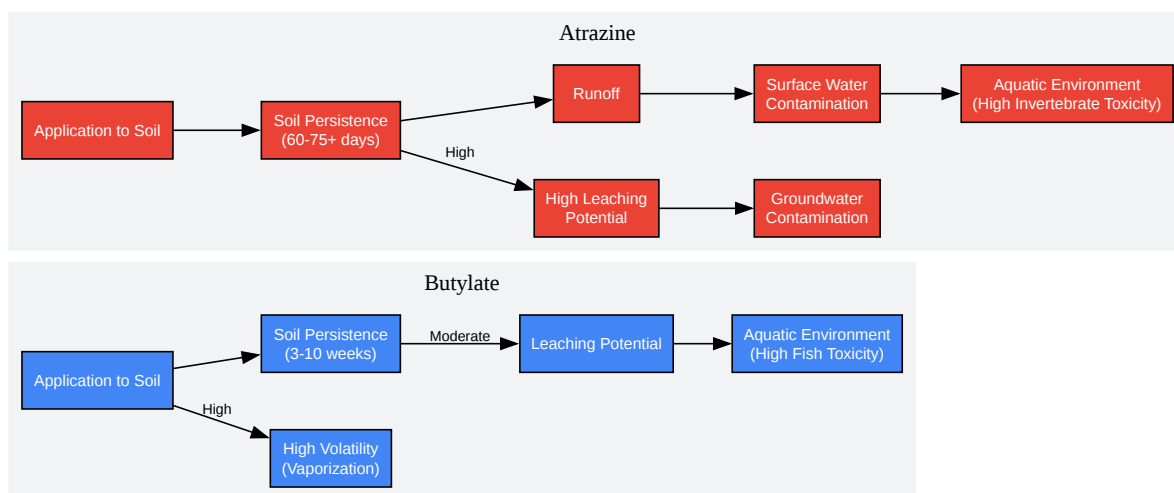 Atrazine
Application to Soil
Soil Persistence
(60-75+ days)
Runoff
Surface Water
Contamination
Aquatic Environment
(High Invertebrate Toxicity)
High
High Leaching
Potential
Groundwater
Contamination
Butylate
Application to Soil
Soil Persistence
(3-10 weeks)
Moderate
Leaching Potential
Aquatic Environment
(High Fish Toxicity)
High
High Volatility
(Vaporization)